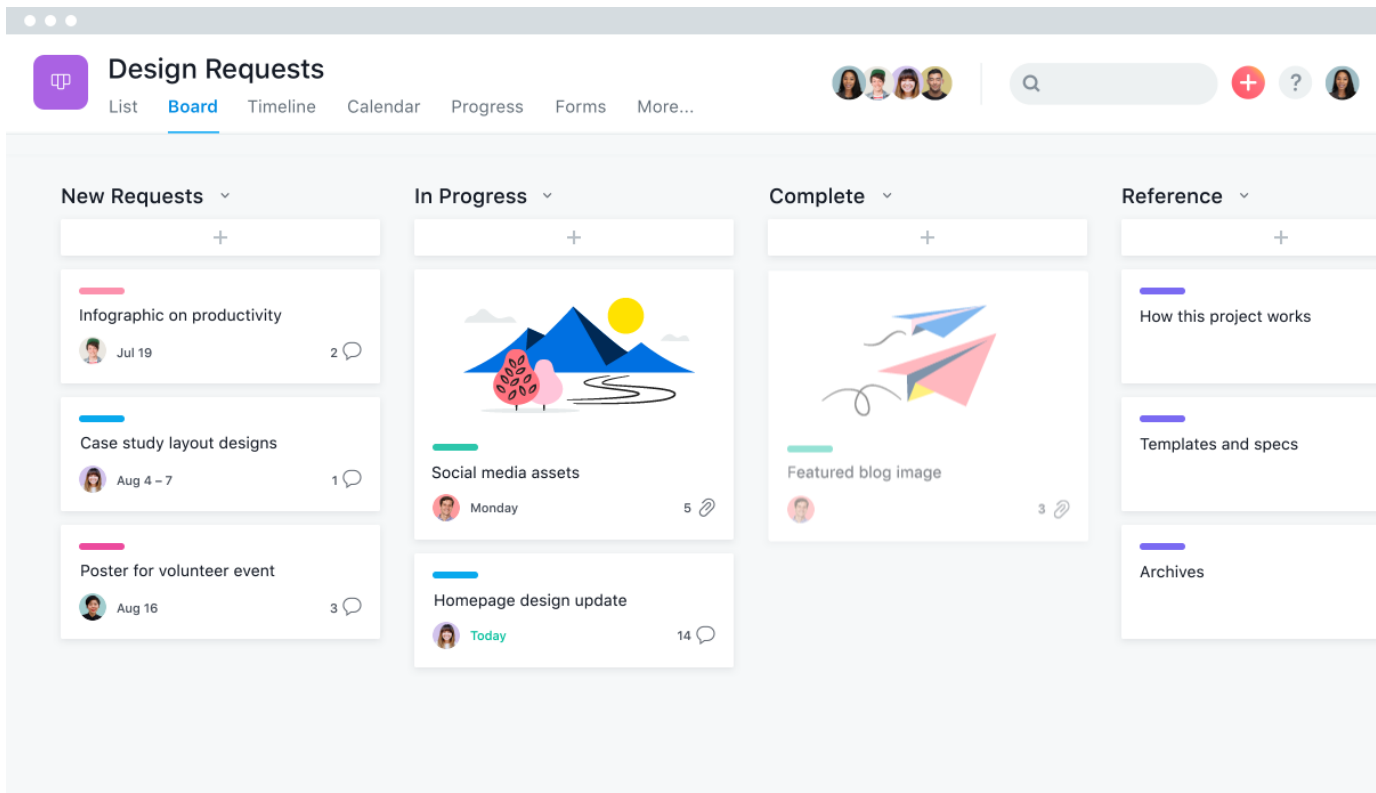 Design Requests
List Board Timeline Calendar Progress Forms More...
?
New Requests
Infographic on productivity
Jul 19 2
Case study layout designs
Aug 4 – 7 1
Poster for volunteer event
Aug 16 3
In Progress
Social media assets
Monday 5
Homepage design update
Today 14
Complete
Featured blog image
3
Reference
How this project works
Templates and specs
Archives